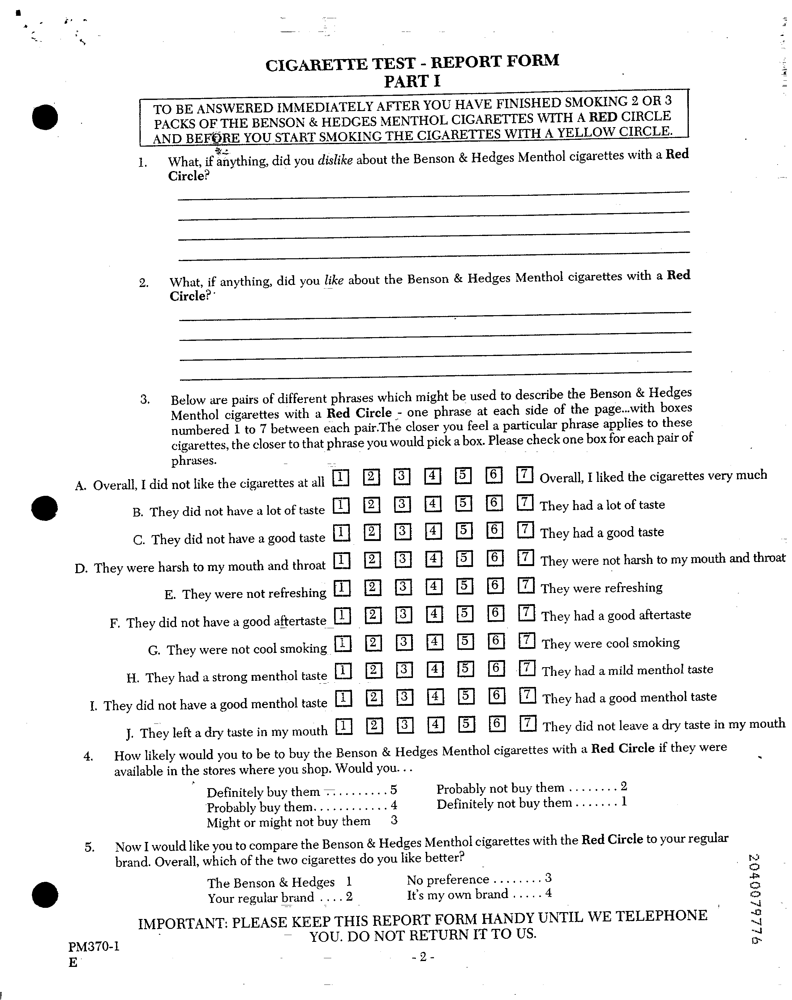 CIGARETTE TEST - REPORT FORM
PART I
TO BE ANSWERED IMMEDIATELY AFTER YOU HAVE FINISHED SMOKING 2 OR 3
PACKS OF THE BENSON & HEDGES MENTHOL CIGARETTES WITH A RED CIRCLE
AND BEFORE YOU START SMOKING THE CIGARETTES WITH A YELLOW CIRCLE.
1. What, if anything, did you dislike about the Benson & Hedges Menthol cigarettes with a Red
Circle?
2. What, if anything, did you like about the Benson & Hedges Menthol cigarettes with a Red
Circle?
3. Below are pairs of different phrases which might be used to describe the Benson & Hedges
Menthol cigarettes with a Red Circle - one phrase at each side of the page...with boxes
numbered 1 to 7 between each pair.The closer you feel a particular phrase applies to these
cigarettes, the closer to that phrase you would pick a box. Please check one box for each pair of
phrases.
A. Overall, I did not like the cigarettes at all 1 2 3 4 5 6 7 Overall, I liked the cigarettes very much
B. They did not have a lot of taste 1 2 3 4 5 6 7 They had a lot of taste
C. They did not have a good taste 1 2 3 4 5 6 7 They had a good taste
D. They were harsh to my mouth and throat 1 2 3 4 5 6 7 They were not harsh to my mouth and throat
E. They were not refreshing 1 2 3 4 5 6 7 They were refreshing
F. They did not have a good aftertaste 1 2 3 4 5 6 7 They had a good aftertaste
G. They were not cool smoking 1 2 3 4 5 6 7 They were cool smoking
H. They had a strong menthol taste 1 2 3 4 5 6 7 They had a mild menthol taste
I. They did not have a good menthol taste 1 2 3 4 5 6 7 They had a good menthol taste
J. They left a dry taste in my mouth 1 2 3 4 5 6 7 They did not leave a dry taste in my mouth
4. How likely would you to be to buy the Benson & Hedges Menthol cigarettes with a Red Circle if they were
available in the stores where you shop. Would you. . .
Definitely buy them . . . . . . . . . . 5 Probably not buy them . . . . . . . . 2
Probably buy them. . . . . . . . . . . . 4 Definitely not buy them . . . . . . . 1
Might or might not buy them 3
5. Now I would like you to compare the Benson & Hedges Menthol cigarettes with the Red Circle to your regular
brand. Overall, which of the two cigarettes do you like better?
The Benson & Hedges 1 No preference . . . . . . . . 3
Your regular brand . . . . 2 It's my own brand . . . . . 4
IMPORTANT: PLEASE KEEP THIS REPORT FORM HANDY UNTIL WE TELEPHONE
YOU. DO NOT RETURN IT TO US.
PM370-1
E
- 2 -
2040079776